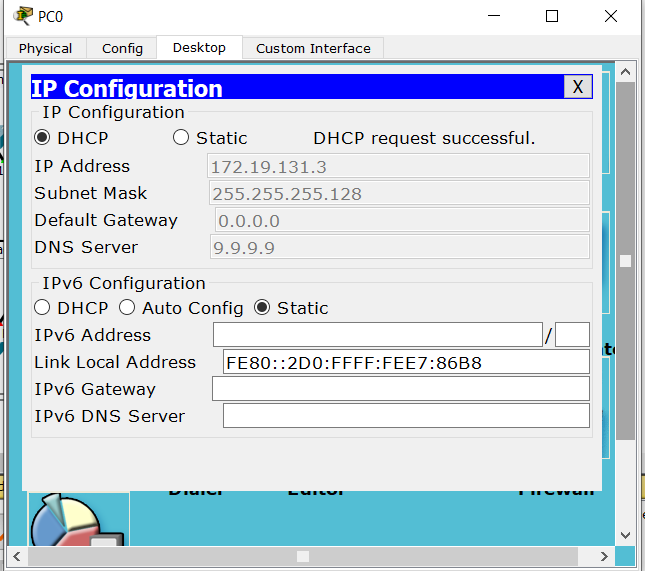 PC0
Physical Config Desktop Custom Interface
IP Configuration X
IP Configuration
DHCP Static DHCP request successful.
IP Address 172.19.131.3
Subnet Mask 255.255.255.128
Default Gateway 0.0.0.0
DNS Server 9.9.9.9
IPv6 Configuration
DHCP Auto Config Static
IPv6 Address /
Link Local Address FE80::2D0:FFFF:FEE7:86B8
IPv6 Gateway
IPv6 DNS Server
Dialer Editor Firewall